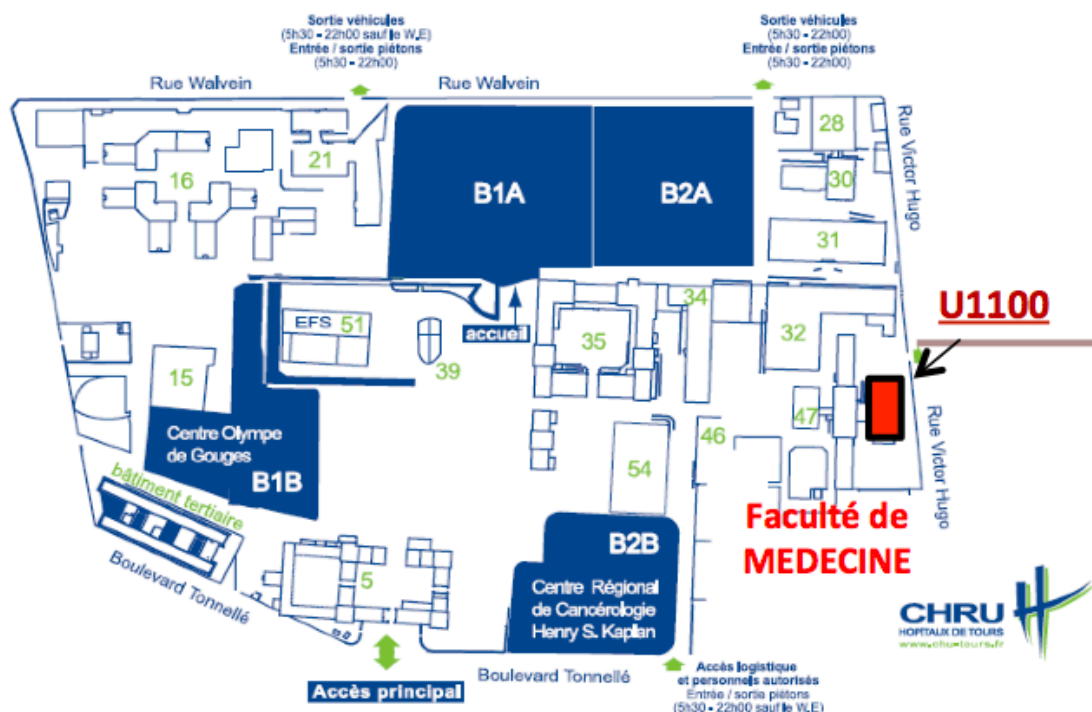 Sortie véhicules
(5h30 - 22h00 sauf le W.E)
Entrée / sortie piétons
(5h30 - 22h00)
Sortie véhicules
(5h30 - 22h00)
Entrée / sortie piétons
(5h30 - 22h00)
Rue Walvein
Rue Walvein
Rue Victor Hugo
28
21
16
30
B1A
B2A
31
U1100
34
EFS 51
accueil
35
32
39
15
47
46
Centre Olympe
de Gouges
B1B
54
Rue Victor Hugo
bâtiment tertiaire
Faculté de
MEDECINE
B2B
Boulevard Tonnellé
5
Centre Régional
de Cancérologie
Henry S. Kaplan
CHRU
HOPITAUX DE TOURS
www.chu-tours.fr
Boulevard Tonnellé
Accès principal
Accès logistique
et personnels autorisés
Entrée / sortie piétons
(5h30 - 22h00 sauf le W.E)